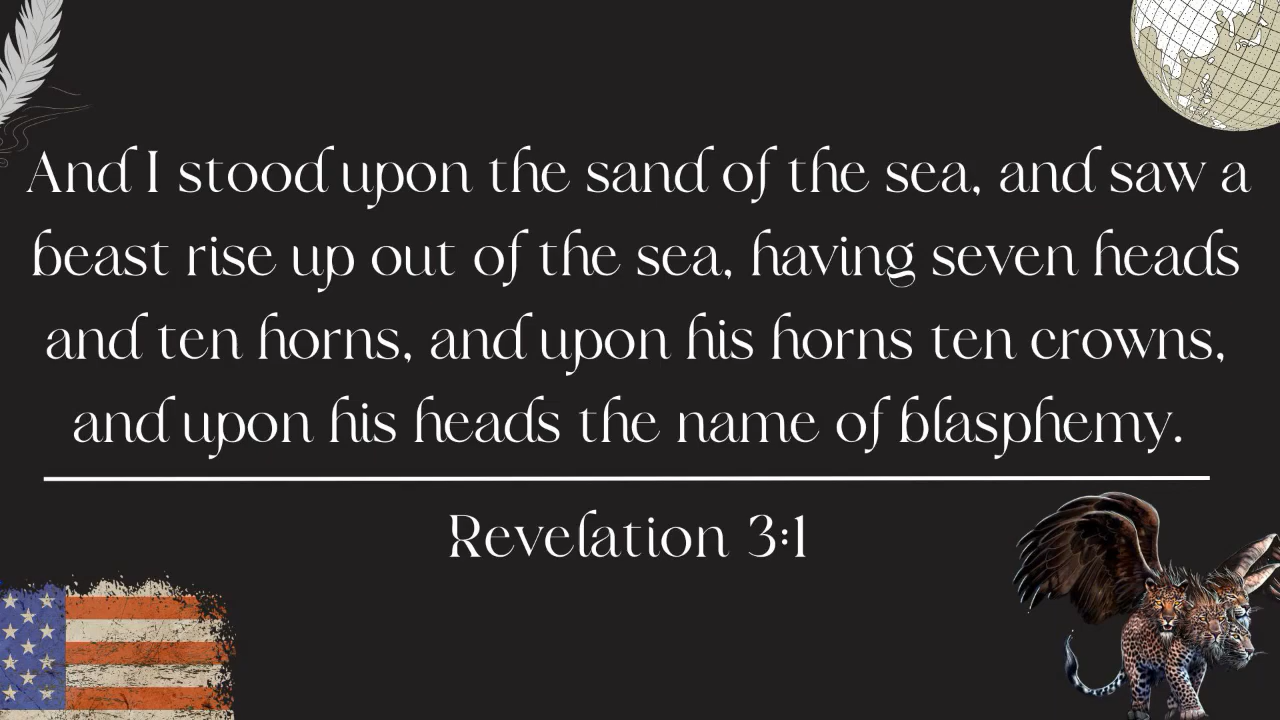 And I stood upon the sand of the sea, and saw a
beast rise up out of the sea, having seven heads
and ten horns, and upon his horns ten crowns,
and upon his heads the name of blasphemy.
Revelation 3:1